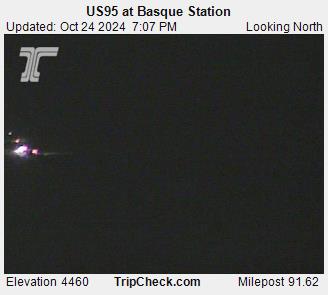 US95 at Basque Station
Updated: Oct 24 2024 7:07 PM Looking North
Elevation 4460 TripCheck.com Milepost 91.62